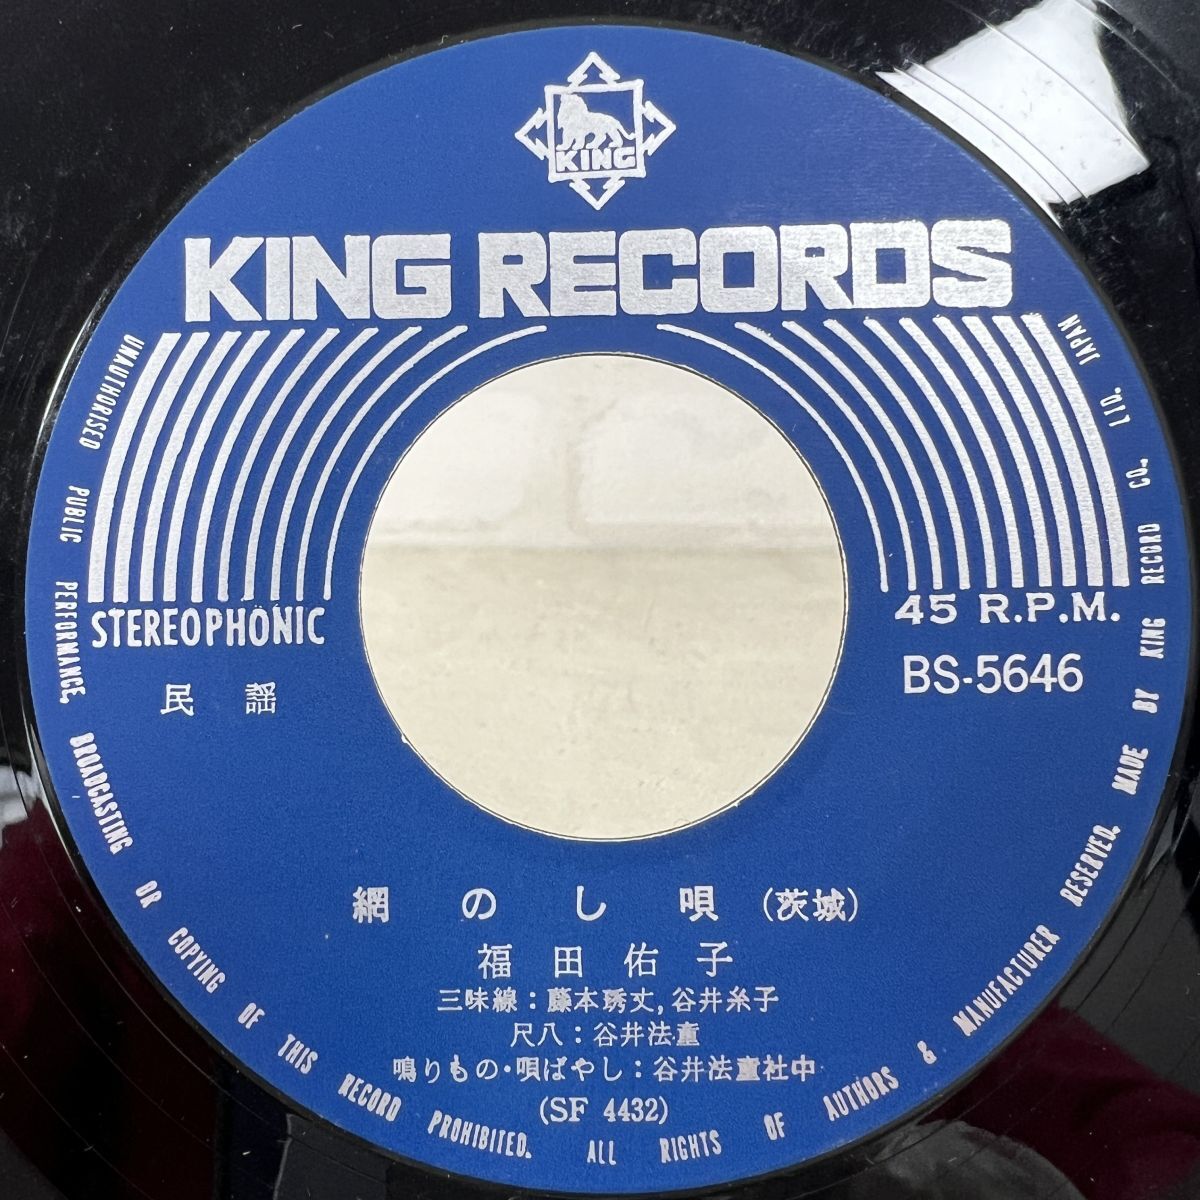 KING
KING RECORDS
STEREOPHONIC
45 R.P.M.
民謡
BS-5646
網のし唄(茨城)
福田佑子
三味線:藤本琇丈,谷井糸子
尺八:谷井法童
鳴りもの・唄ばやし:谷井法童社中
(SF 4432)
UNAUTHORISED PUBLIC PERFORMANCE, BROADCASTING OR COPYING OF THIS RECORD PROHIBITED. ALL RIGHTS OF AUTHORS & MANUFACTURER RESERVED. MADE BY KING RECORD CO., LTD. JAPAN